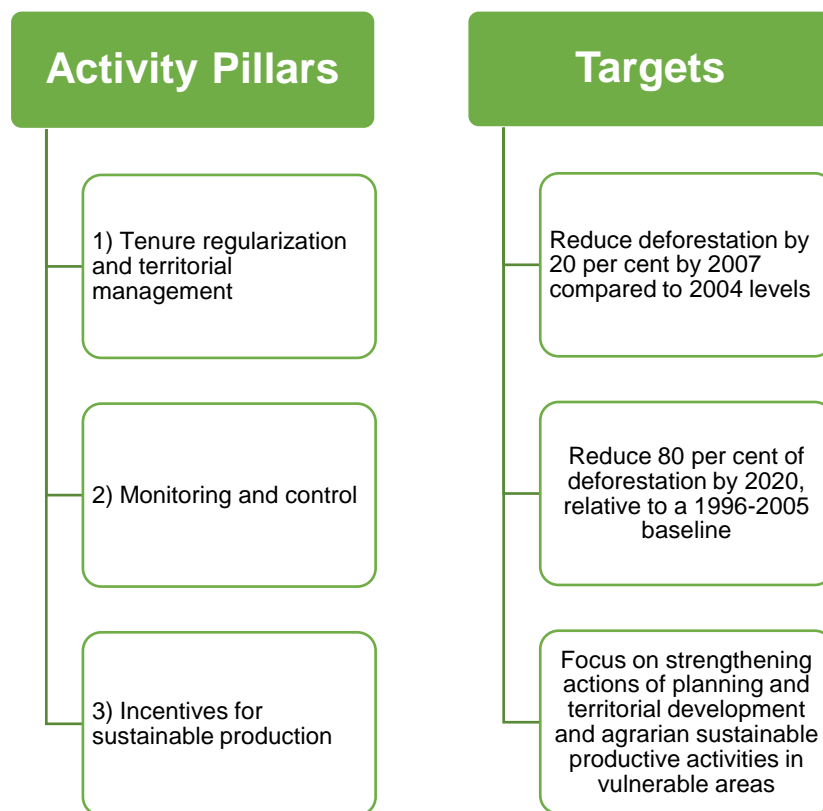 Activity Pillars
1) Tenure regularization
and territorial
management
2) Monitoring and control
3) Incentives for
sustainable production
Targets
Reduce deforestation by
20 per cent by 2007
compared to 2004 levels
Reduce 80 per cent of
deforestation by 2020,
relative to a 1996-2005
baseline
Focus on strengthening
actions of planning and
territorial development
and agrarian sustainable
productive activities in
vulnerable areas